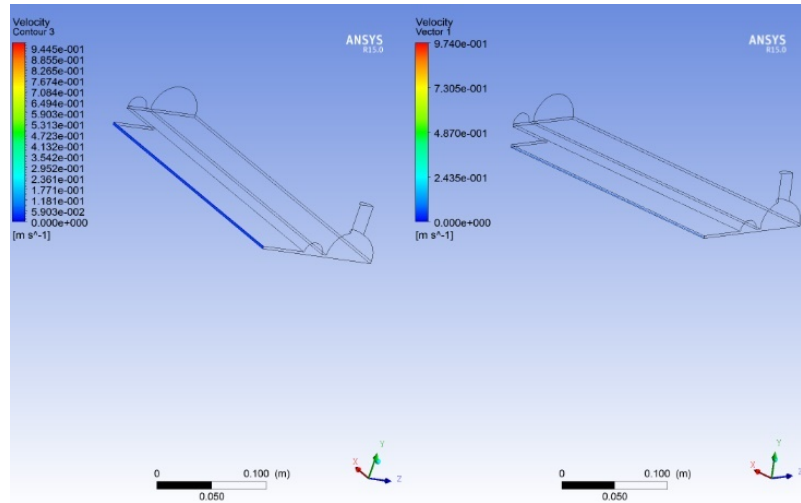 Velocity
Contour 3
9.445e-001
8.855e-001
8.265e-001
7.674e-001
7.084e-001
6.494e-001
5.903e-001
5.313e-001
4.723e-001
4.132e-001
3.542e-001
2.952e-001
2.361e-001
1.771e-001
1.181e-001
5.903e-002
0.000e+000
[m s^-1]
ANSYS
R15.0
0 0.100 (m)
0.050
X Y Z
Velocity
Vector 1
9.740e-001
7.305e-001
4.870e-001
2.435e-001
0.000e+000
[m s^-1]
ANSYS
R15.0
0 0.100 (m)
0.050
X Y Z